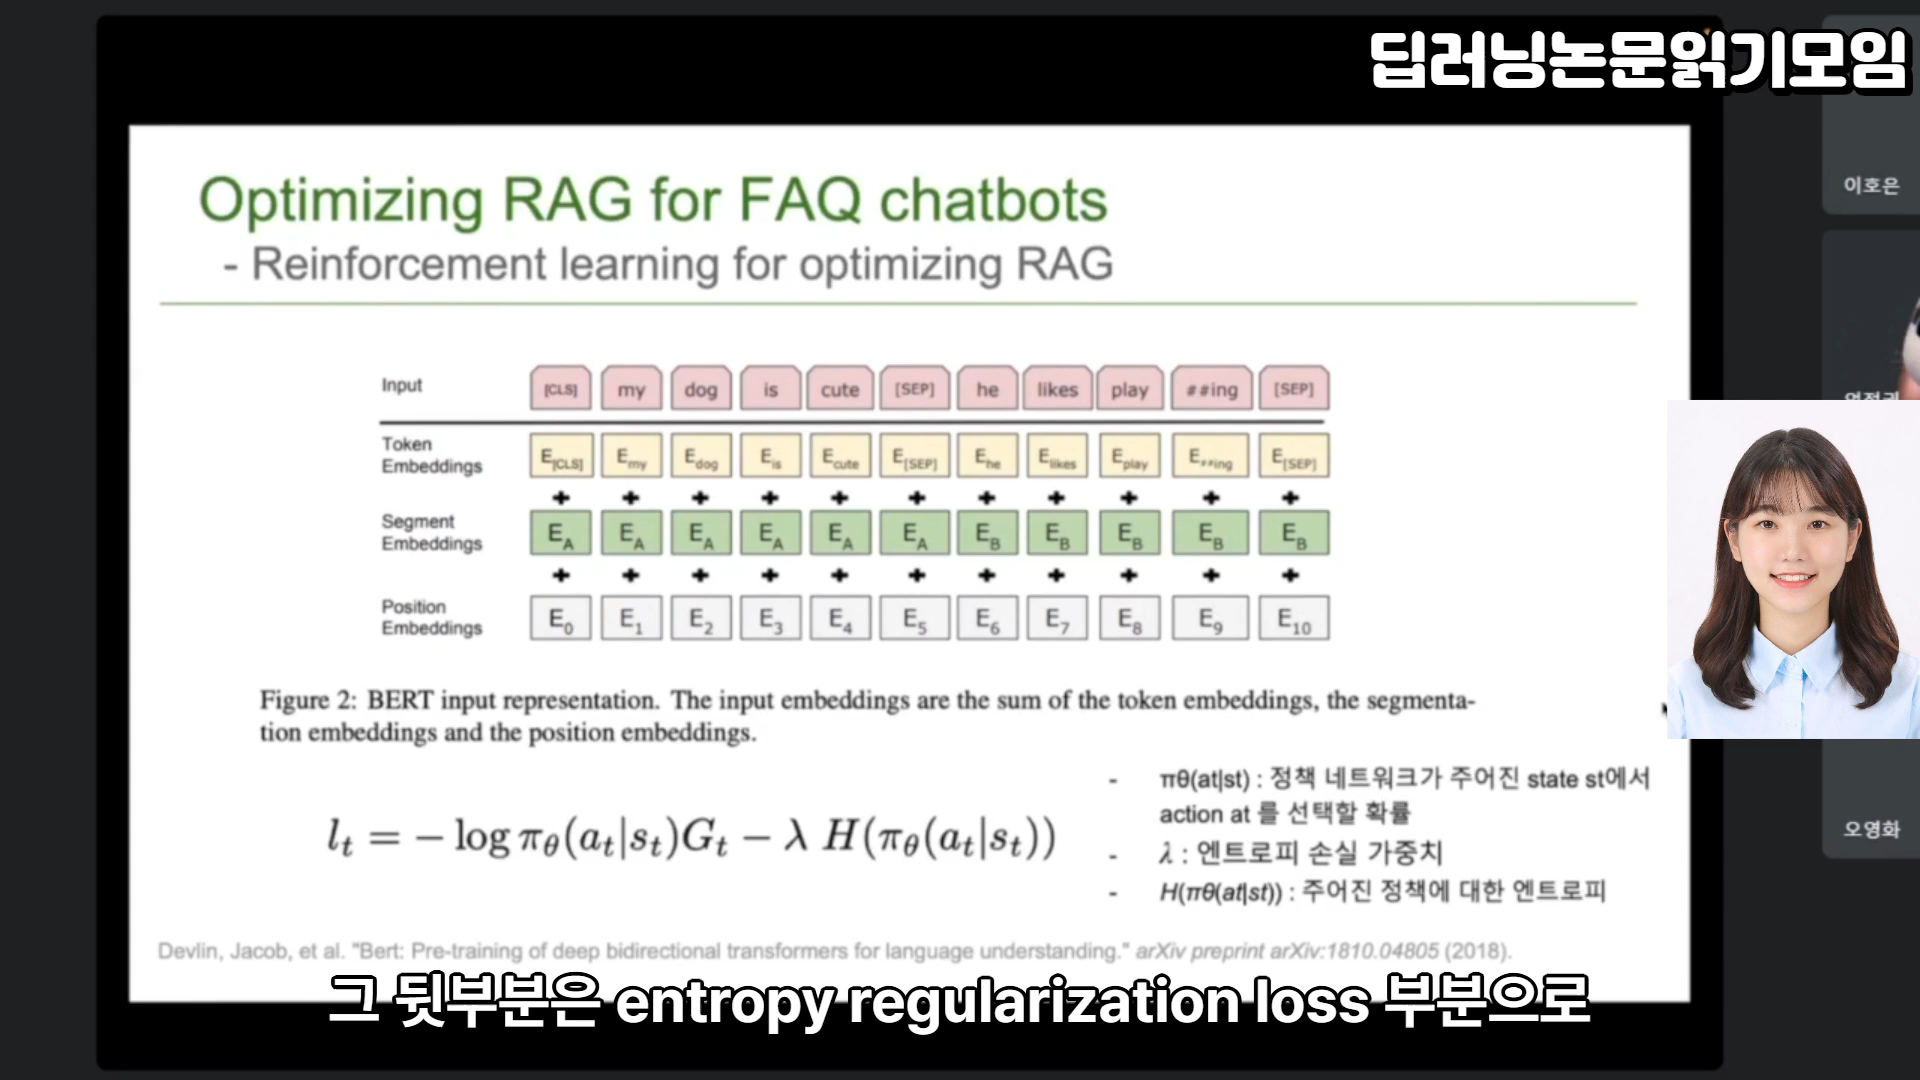 딥러닝논문읽기모임
이호은
Optimizing RAG for FAQ chatbots
- Reinforcement learning for optimizing RAG
Input [CLS] my dog is cute [SEP] he likes play ##ing [SEP]
Token Embeddings E[CLS] Emy Edog Eis Ecute E[SEP] Ehe Elikes Eplay E##ing E[SEP]
+ + + + + + + + + + +
Segment Embeddings EA EA EA EA EA EA EB EB EB EB EB
+ + + + + + + + + + +
Position Embeddings E0 E1 E2 E3 E4 E5 E6 E7 E8 E9 E10
Figure 2: BERT input representation. The input embeddings are the sum of the token embeddings, the segmenta-
tion embeddings and the position embeddings.
l_t = − log π_θ(a_t|s_t)G_t − λ H(π_θ(a_t|s_t))
- πθ(at|st) : 정책 네트워크가 주어진 state st에서
action at 를 선택할 확률
- λ : 엔트로피 손실 가중치
- H(πθ(at|st)) : 주어진 정책에 대한 엔트로피
오영화
Devlin, Jacob, et al. "Bert: Pre-training of deep bidirectional transformers for language understanding." arXiv preprint arXiv:1810.04805 (2018).
그 뒷부분은 entropy regularization loss 부분으로